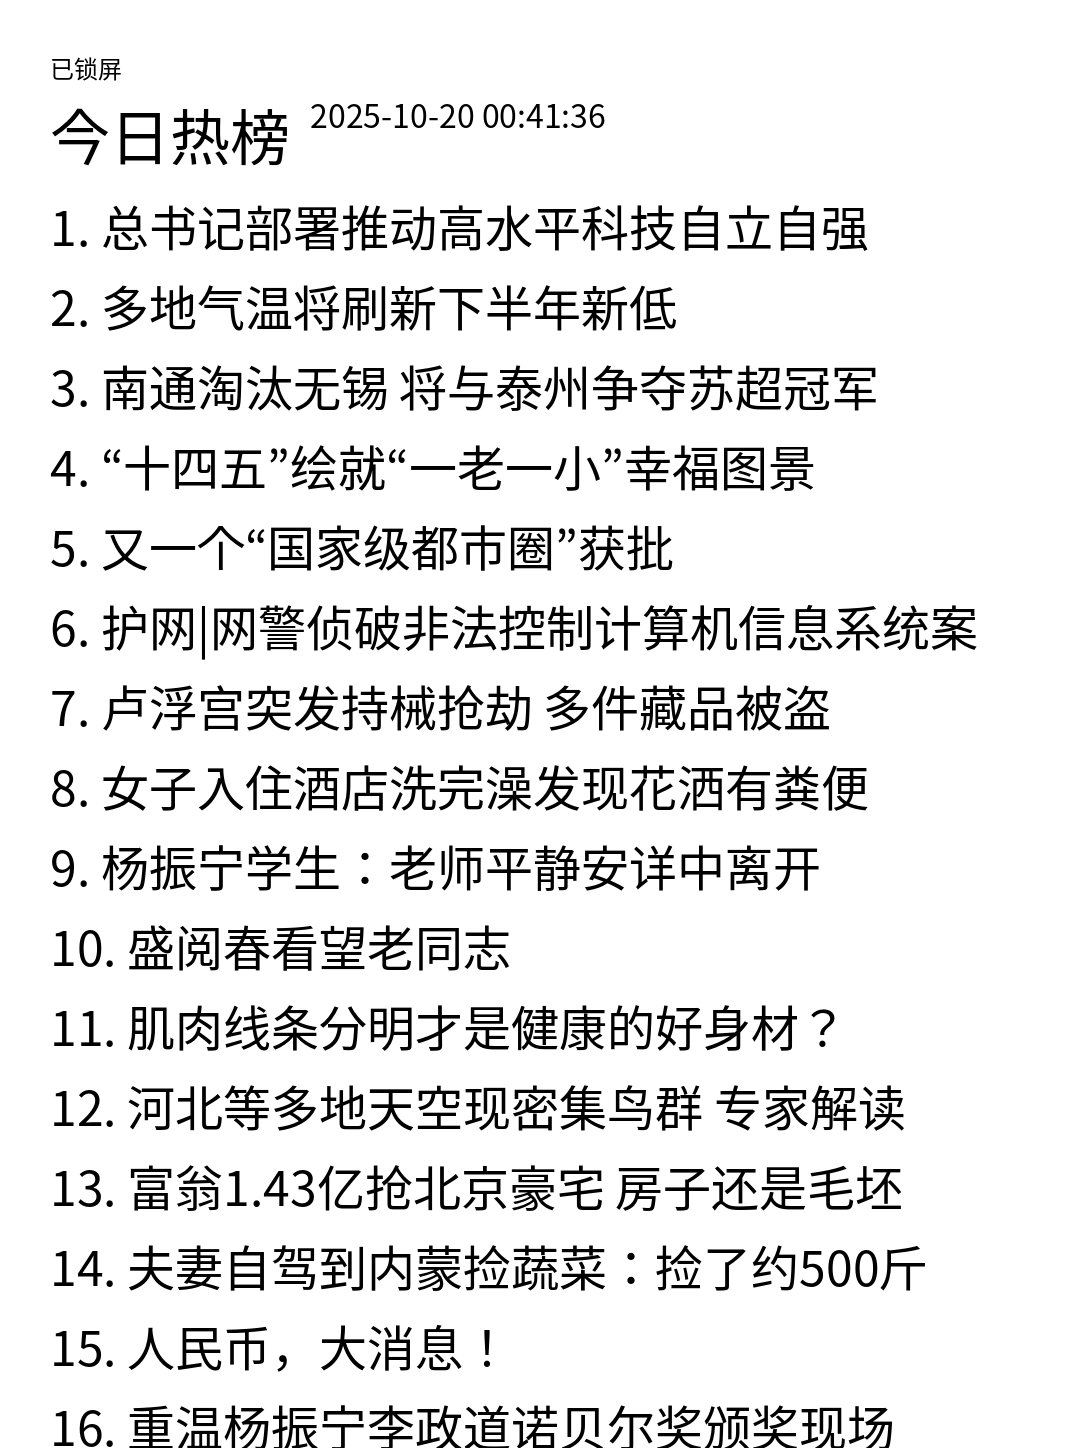 已锁屏
今日热榜 2025-10-20 00:41:36
1. 总书记部署推动高水平科技自立自强
2. 多地气温将刷新下半年新低
3. 南通淘汰无锡 将与泰州争夺苏超冠军
4. “十四五”绘就“一老一小”幸福图景
5. 又一个“国家级都市圈”获批
6. 护网|网警侦破非法控制计算机信息系统案
7. 卢浮宫突发持械抢劫 多件藏品被盗
8. 女子入住酒店洗完澡发现花洒有粪便
9. 杨振宁学生：老师平静安详中离开
10. 盛阅春看望老同志
11. 肌肉线条分明才是健康的好身材？
12. 河北等多地天空现密集鸟群 专家解读
13. 富翁1.43亿抢北京豪宅 房子还是毛坯
14. 夫妻自驾到内蒙捡蔬菜：捡了约500斤
15. 人民币，大消息！
16. 重温杨振宁李政道诺贝尔奖颁奖现场